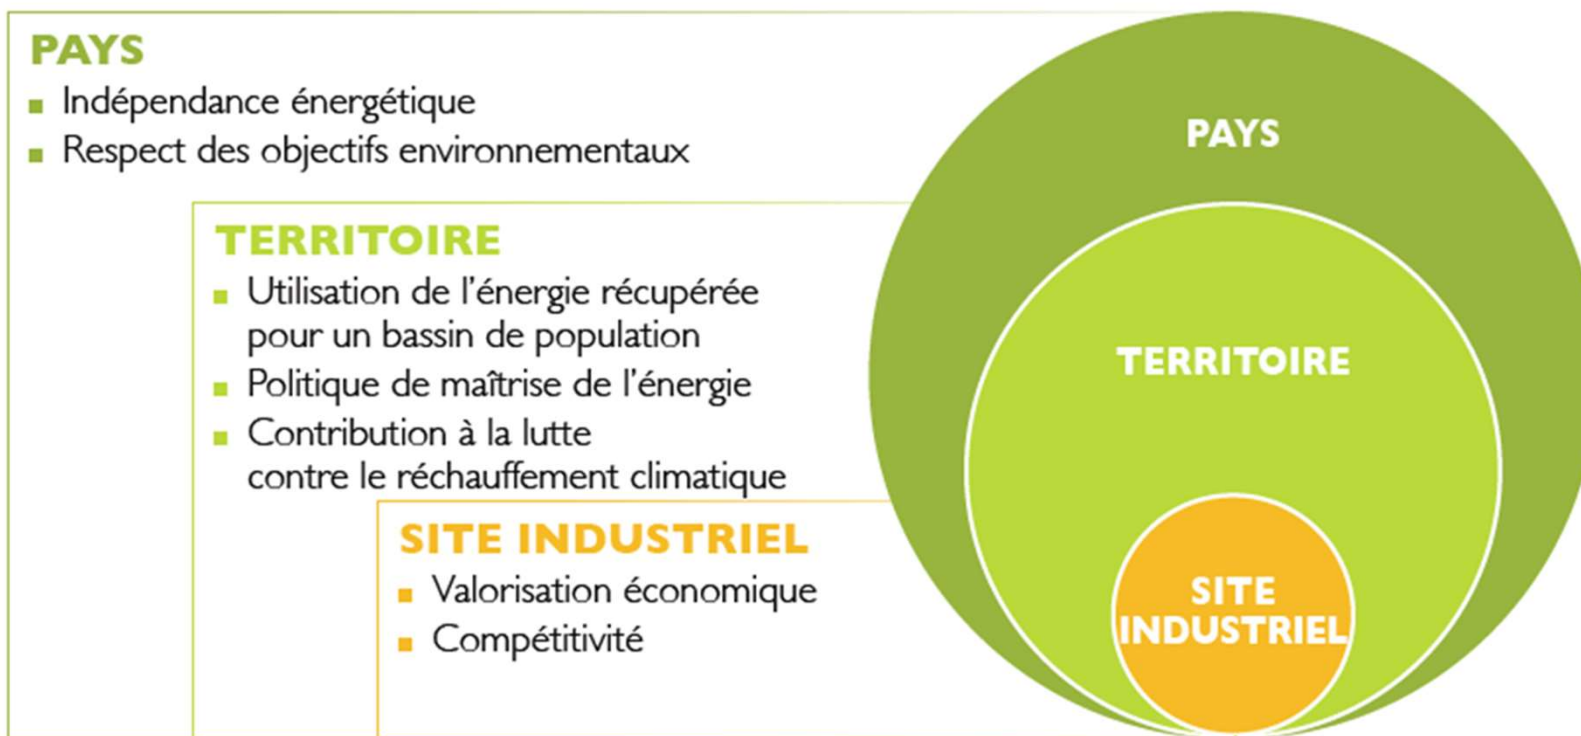 PAYS
▪ Indépendance énergétique
▪ Respect des objectifs environnementaux
TERRITOIRE
▪ Utilisation de l’énergie récupérée
pour un bassin de population
▪ Politique de maîtrise de l’énergie
▪ Contribution à la lutte
contre le réchauffement climatique
SITE INDUSTRIEL
▪ Valorisation économique
▪ Compétitivité
PAYS
TERRITOIRE
SITE
INDUSTRIEL